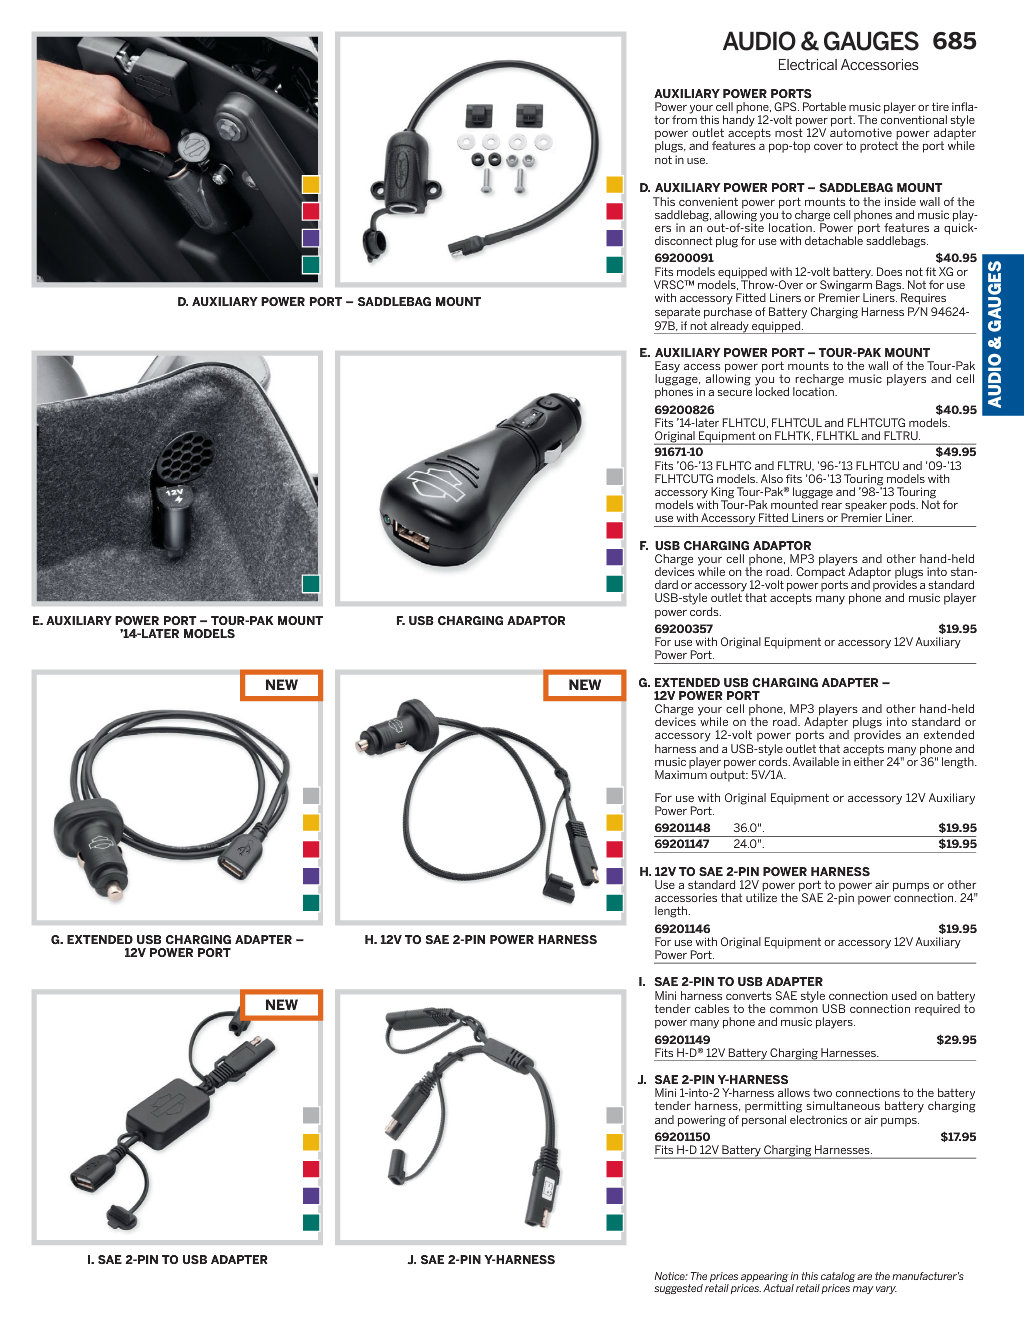 AUDIO & GAUGES 685
Electrical Accessories
D. AUXILIARY POWER PORT – SADDLEBAG MOUNT
12V
E. AUXILIARY POWER PORT – TOUR-PAK MOUNT
’14-LATER MODELS
F. USB CHARGING ADAPTOR
NEW
NEW
G. EXTENDED USB CHARGING ADAPTER –
12V POWER PORT
H. 12V TO SAE 2-PIN POWER HARNESS
NEW
I. SAE 2-PIN TO USB ADAPTER
J. SAE 2-PIN Y-HARNESS
AUXILIARY POWER PORTS
Power your cell phone, GPS. Portable music player or tire infla-
tor from this handy 12-volt power port. The conventional style
power outlet accepts most 12V automotive power adapter
plugs, and features a pop-top cover to protect the port while
not in use.
D. AUXILIARY POWER PORT – SADDLEBAG MOUNT
This convenient power port mounts to the inside wall of the
saddlebag, allowing you to charge cell phones and music play-
ers in an out-of-site location. Power port features a quick-
disconnect plug for use with detachable saddlebags.
69200091 $40.95
Fits models equipped with 12-volt battery. Does not fit XG or
VRSC™ models, Throw-Over or Swingarm Bags. Not for use
with accessory Fitted Liners or Premier Liners. Requires
separate purchase of Battery Charging Harness P/N 94624-
97B, if not already equipped.
E. AUXILIARY POWER PORT – TOUR-PAK MOUNT
Easy access power port mounts to the wall of the Tour-Pak
luggage, allowing you to recharge music players and cell
phones in a secure locked location.
69200826 $40.95
Fits ’14-later FLHTCU, FLHTCUL and FLHTCUTG models.
Original Equipment on FLHTK, FLHTKL and FLTRU.
91671-10 $49.95
Fits ’06-’13 FLHTC and FLTRU, ’96-’13 FLHTCU and ’09-’13
FLHTCUTG models. Also fits ’06-’13 Touring models with
accessory King Tour-Pak® luggage and ’98-’13 Touring
models with Tour-Pak mounted rear speaker pods. Not for
use with Accessory Fitted Liners or Premier Liner.
F. USB CHARGING ADAPTOR
Charge your cell phone, MP3 players and other hand-held
devices while on the road. Compact Adaptor plugs into stan-
dard or accessory 12-volt power ports and provides a standard
USB-style outlet that accepts many phone and music player
power cords.
69200357 $19.95
For use with Original Equipment or accessory 12V Auxiliary
Power Port.
G. EXTENDED USB CHARGING ADAPTER –
12V POWER PORT
Charge your cell phone, MP3 players and other hand-held
devices while on the road. Adapter plugs into standard or
accessory 12-volt power ports and provides an extended
harness and a USB-style outlet that accepts many phone and
music player power cords. Available in either 24" or 36" length.
Maximum output: 5V/1A.
For use with Original Equipment or accessory 12V Auxiliary
Power Port.
69201148 36.0". $19.95
69201147 24.0". $19.95
H. 12V TO SAE 2-PIN POWER HARNESS
Use a standard 12V power port to power air pumps or other
accessories that utilize the SAE 2-pin power connection. 24"
length.
69201146 $19.95
For use with Original Equipment or accessory 12V Auxiliary
Power Port.
I. SAE 2-PIN TO USB ADAPTER
Mini harness converts SAE style connection used on battery
tender cables to the common USB connection required to
power many phone and music players.
69201149 $29.95
Fits H-D® 12V Battery Charging Harnesses.
J. SAE 2-PIN Y-HARNESS
Mini 1-into-2 Y-harness allows two connections to the battery
tender harness, permitting simultaneous battery charging
and powering of personal electronics or air pumps.
69201150 $17.95
Fits H-D 12V Battery Charging Harnesses.
Notice: The prices appearing in this catalog are the manufacturer’s
suggested retail prices. Actual retail prices may vary.
AUDIO & GAUGES